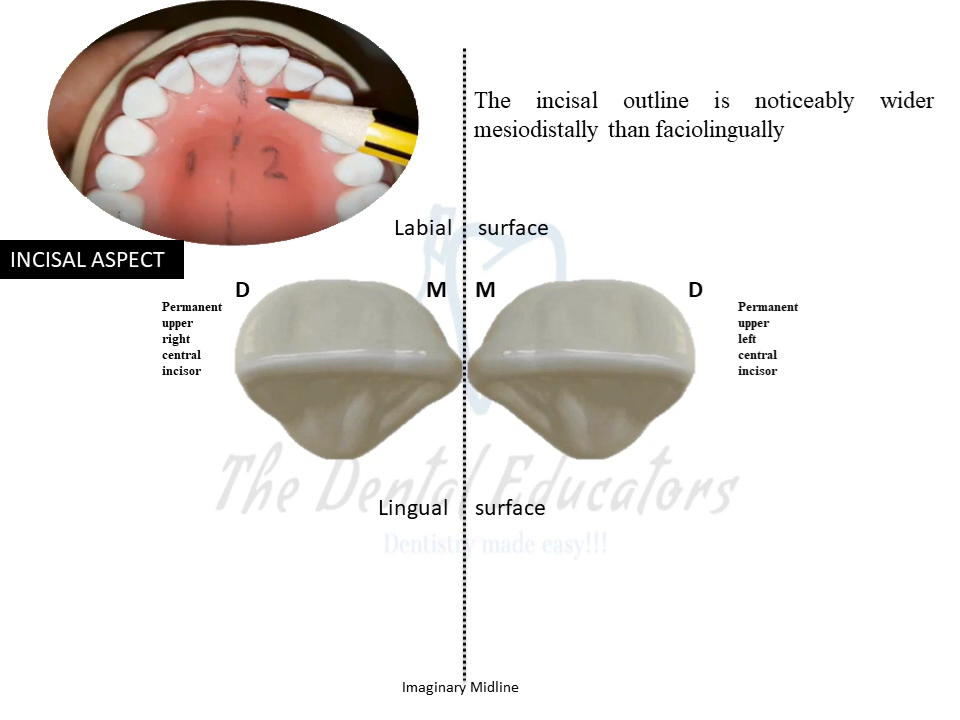 The incisal outline is noticeably wider
mesiodistally than faciolingually
2
Labial surface
INCISAL ASPECT
D M M D
Permanent
upper
right
central
incisor
Permanent
upper
left
central
incisor
The Dental Educators
Lingual surface
Dentistry made easy!!!
Imaginary Midline